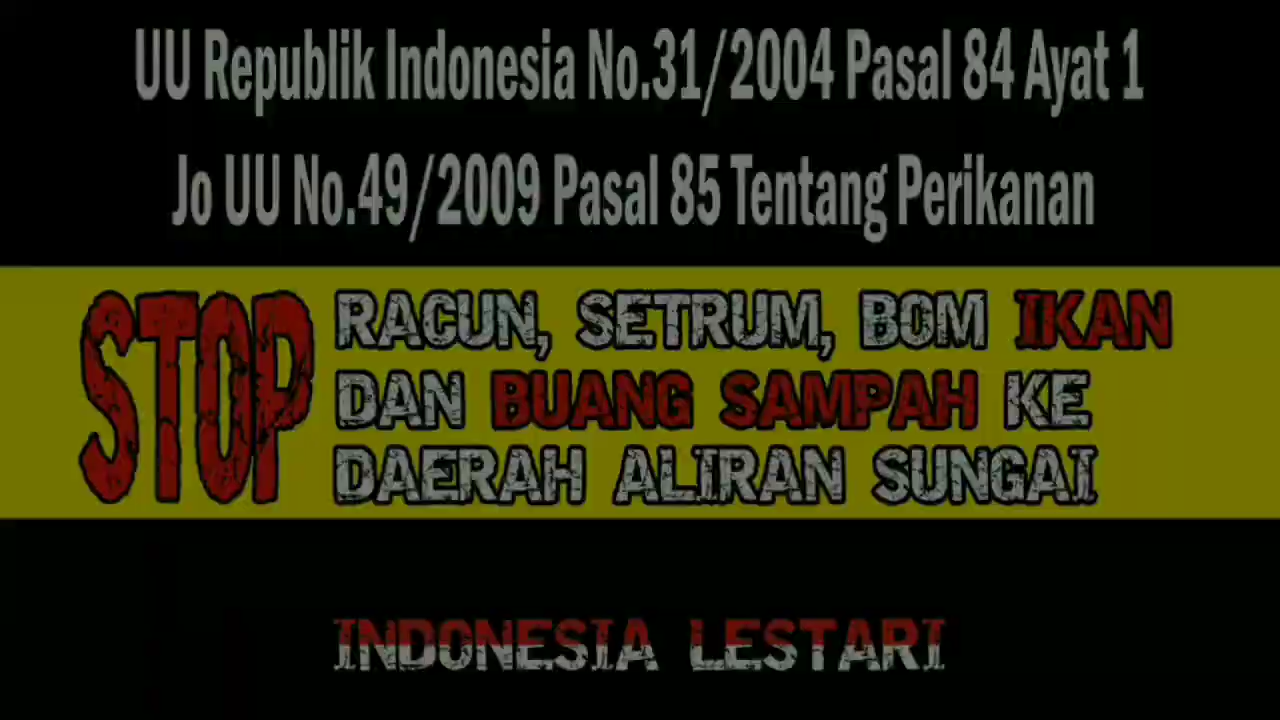 UU Republik Indonesia No.31/2004 Pasal 84 Ayat 1
Jo UU No.49/2009 Pasal 85 Tentang Perikanan
STOP RACUN, SETRUM, BOM IKAN
DAN BUANG SAMPAH KE
DAERAH ALIRAN SUNGAI
INDONESIA LESTARI